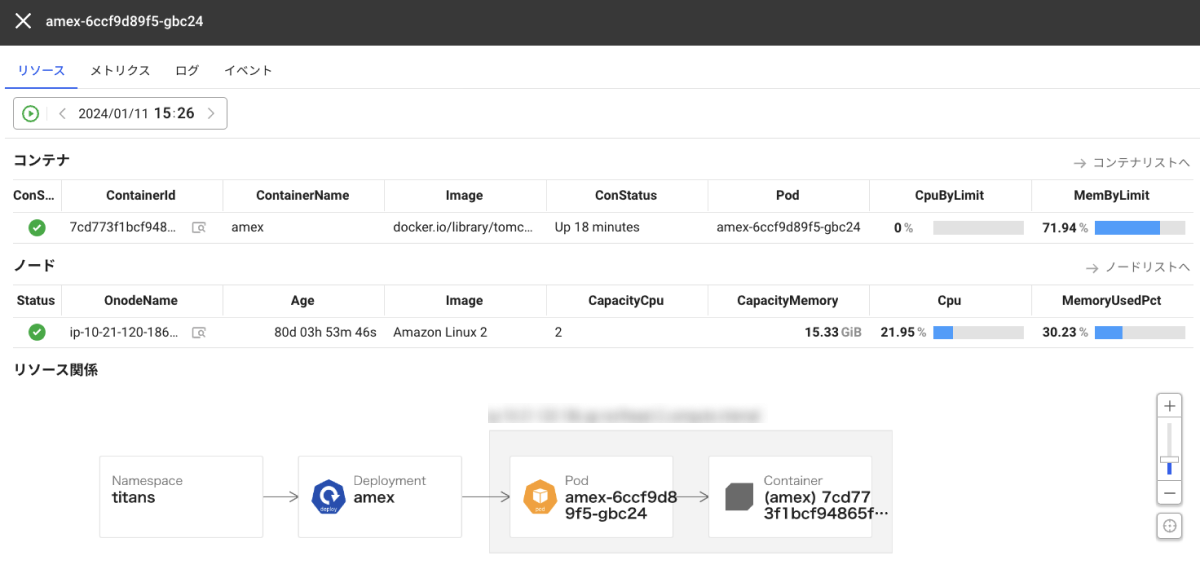 amex-6ccf9d89f5-gbc24
リソース メトリクス ログ イベント
2024/01/11 15:26
コンテナ → コンテナリストへ
ConS... ContainerId ContainerName Image ConStatus Pod CpuByLimit MemByLimit
7cd773f1bcf948... amex docker.io/library/tomc... Up 18 minutes amex-6ccf9d89f5-gbc24 0 % 71.94 %
ノード → ノードリストへ
Status OnodeName Age Image CapacityCpu CapacityMemory Cpu MemoryUsedPct
ip-10-21-120-186... 80d 03h 53m 46s Amazon Linux 2 2 15.33 GiB 21.95 % 30.23 %
リソース関係
Namespace
titans
Deployment
amex
deploy
Pod
amex-6ccf9d8
9f5-gbc24
pod
Container
(amex) 7cd77
3f1bcf94865f…